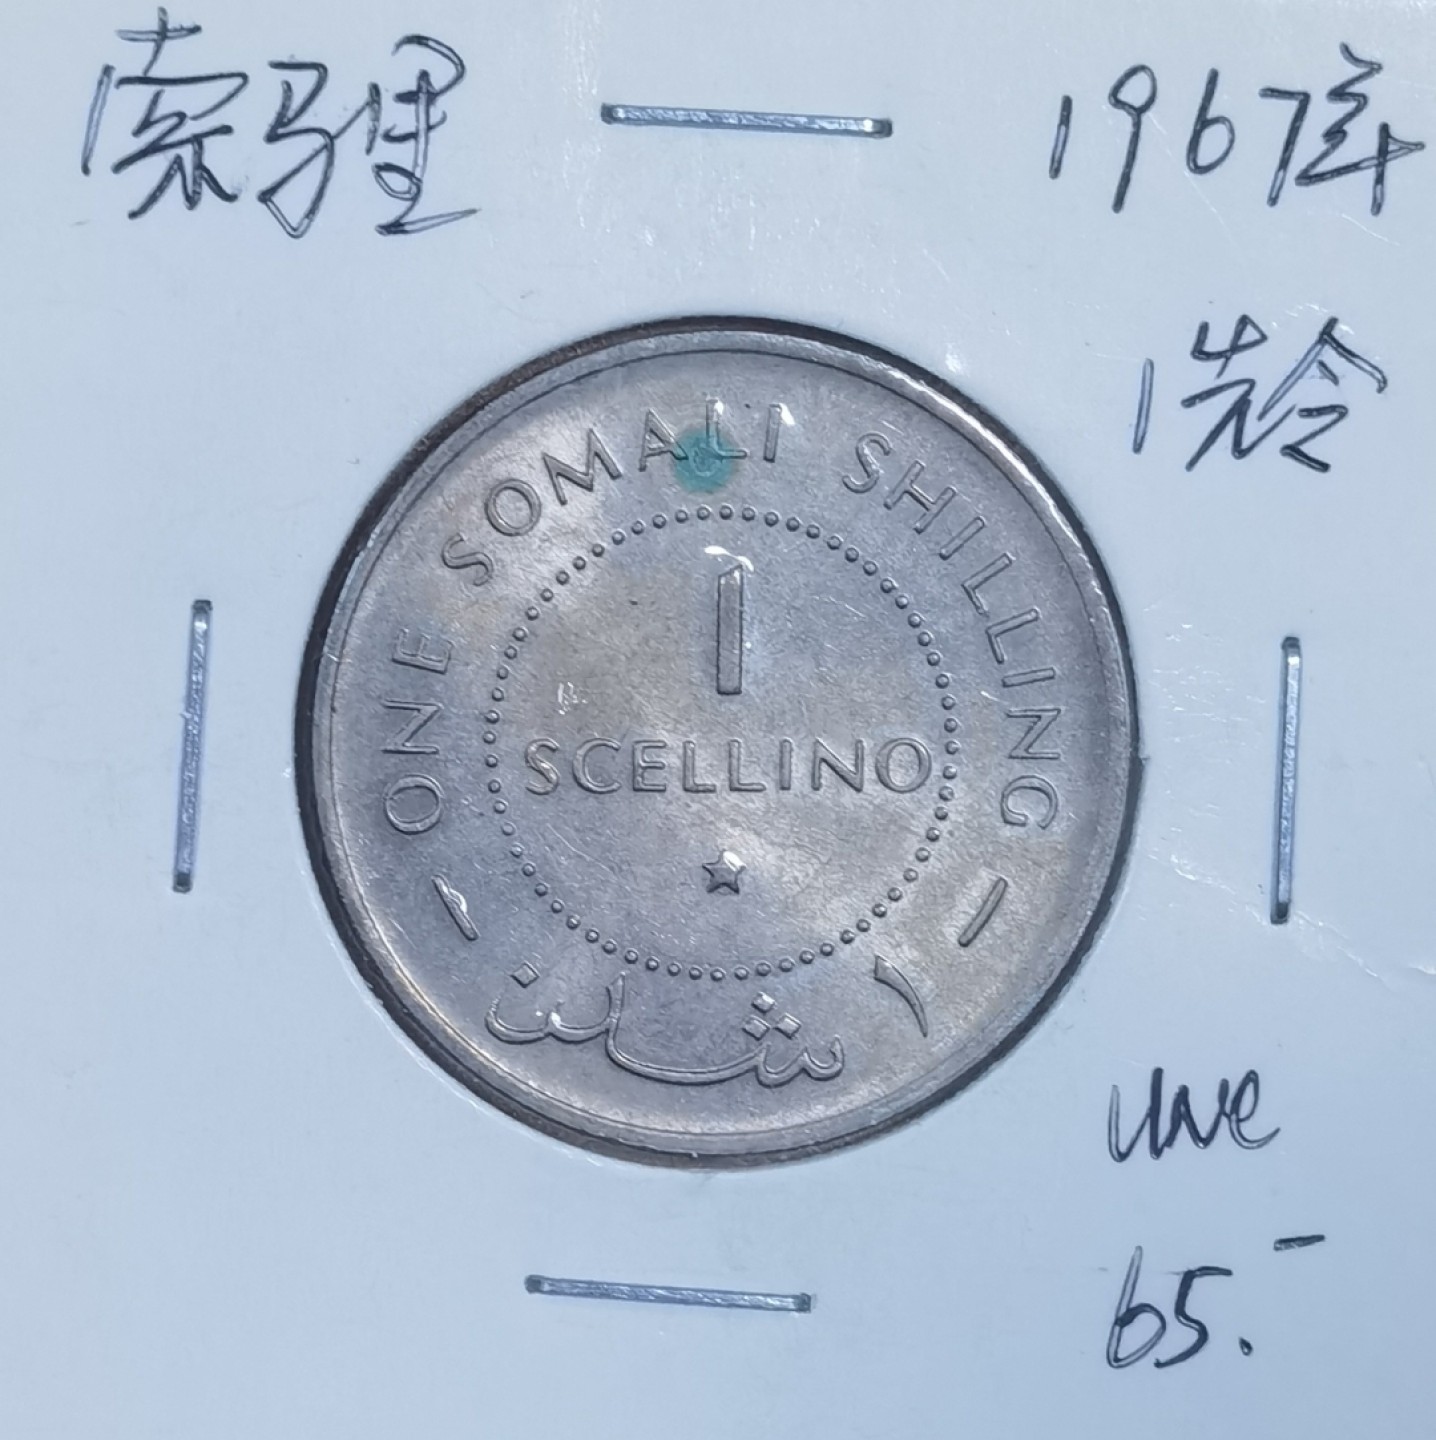 索马里
1967年
1先令
ONE SOMALI SHILLING
1
SCELLINO
١ شلن
UNC
65.-